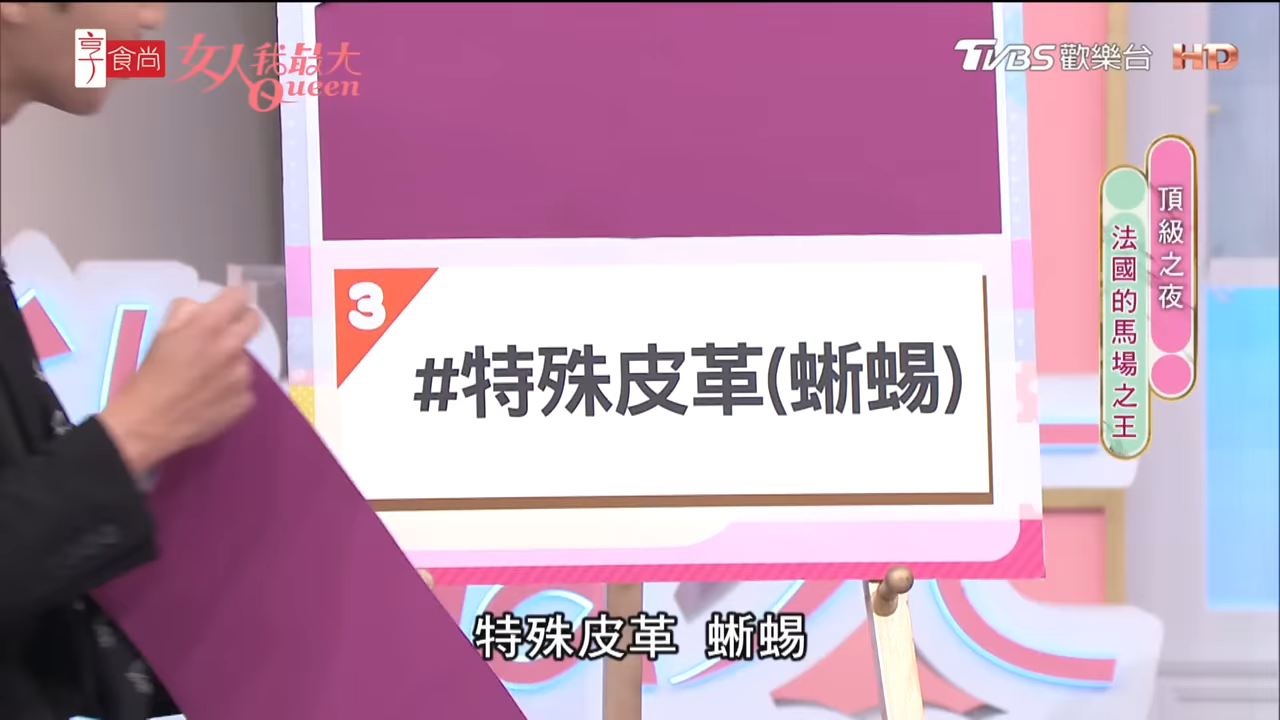 享
食尚
女人我最大
Queen
TVBS歡樂台 HD
頂級之夜
法國的馬場之王
3
#特殊皮革(蜥蜴)
特殊皮革 蜥蜴